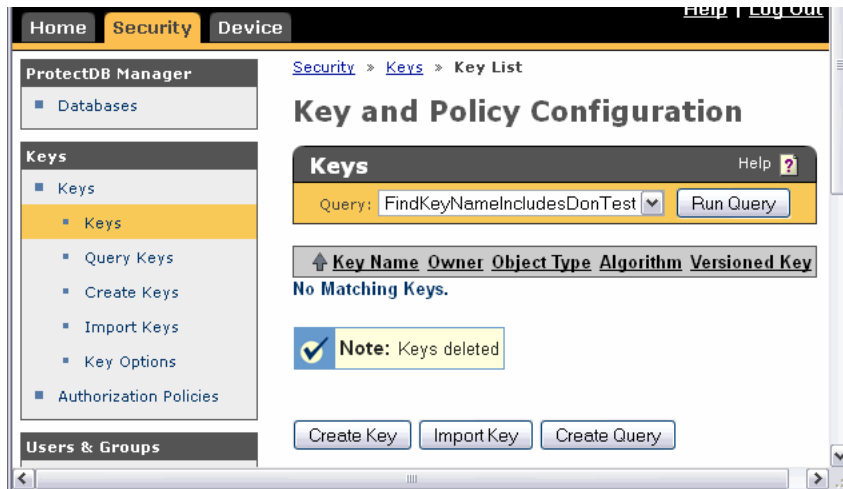 Help | Log Out
Home Security Device
ProtectDB Manager
Databases
Keys
Keys
Keys
Query Keys
Create Keys
Import Keys
Key Options
Authorization Policies
Users & Groups
Security » Keys » Key List
Key and Policy Configuration
Keys Help ?
Query: FindKeyNameIncludesDonTest Run Query
Key Name Owner Object Type Algorithm Versioned Key
No Matching Keys.
Note: Keys deleted
Create Key Import Key Create Query